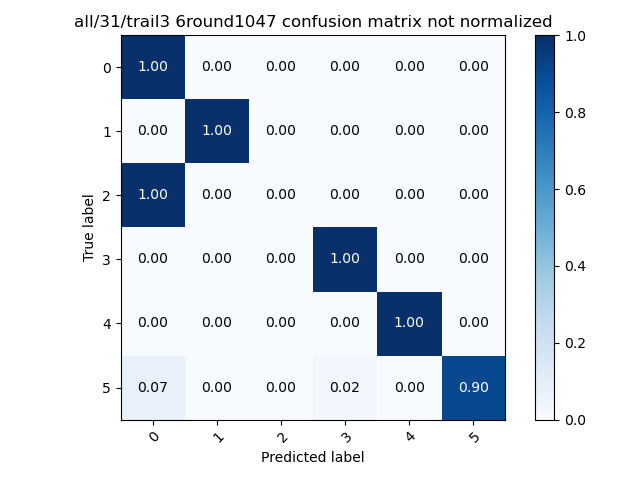 all/31/trail3 6round1047 confusion matrix not normalized
0 1.00 0.00 0.00 0.00 0.00 0.00
1 0.00 1.00 0.00 0.00 0.00 0.00
2 1.00 0.00 0.00 0.00 0.00 0.00
3 0.00 0.00 0.00 1.00 0.00 0.00
4 0.00 0.00 0.00 0.00 1.00 0.00
5 0.07 0.00 0.00 0.02 0.00 0.90
True label
0 1 2 3 4 5
Predicted label
1.0
0.8
0.6
0.4
0.2
0.0